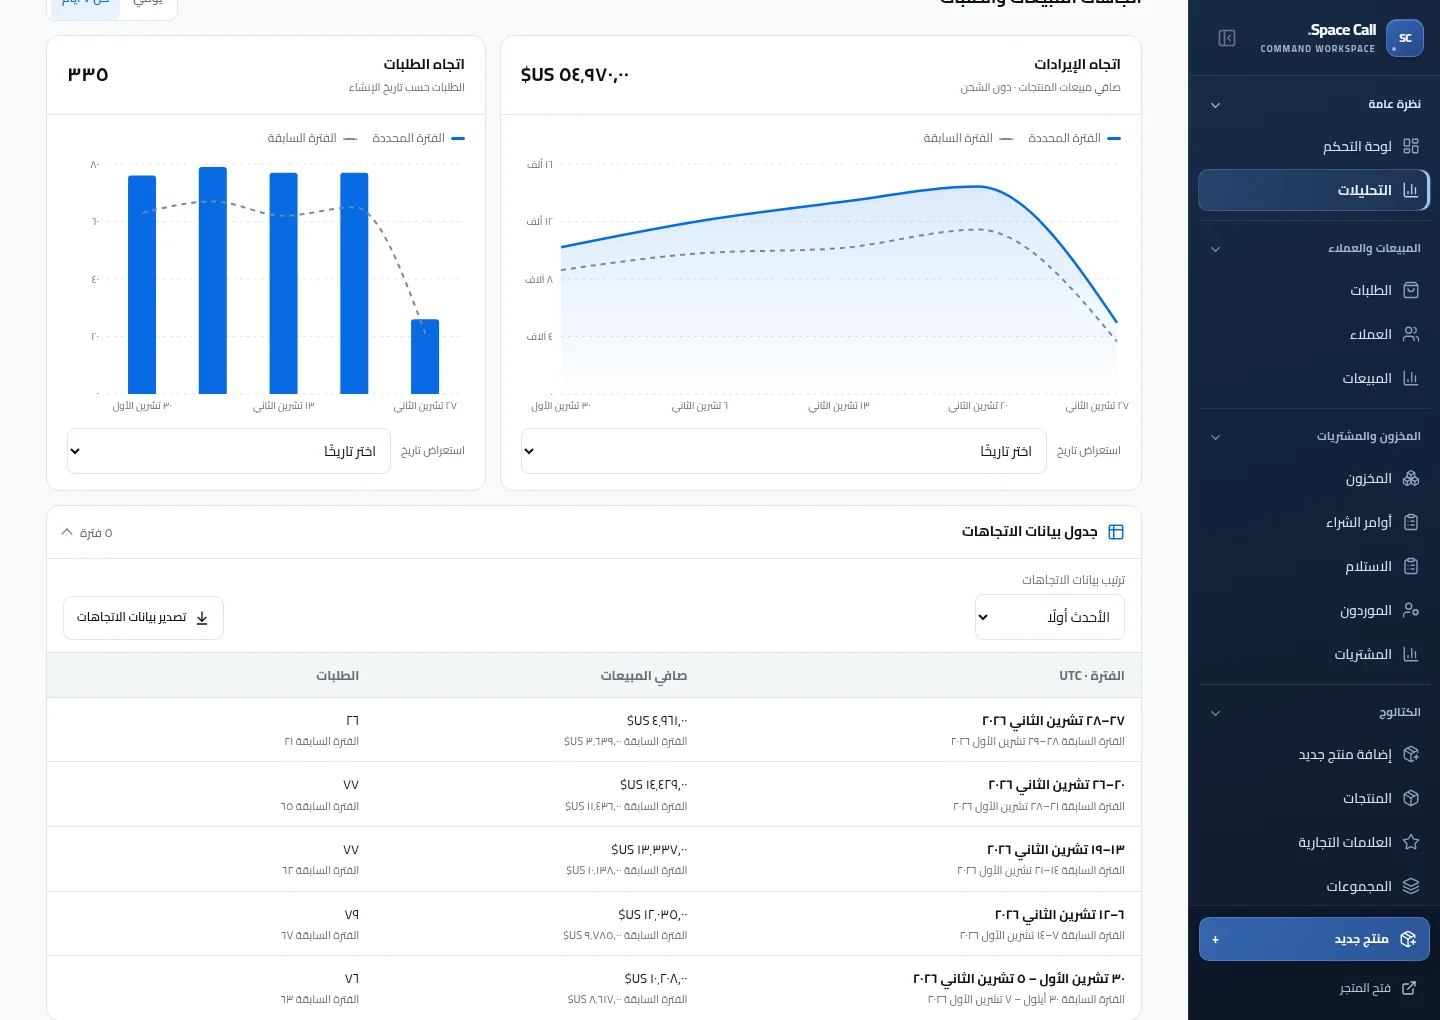 Space Call.
COMMAND WORKSPACE
SC
نظرة عامة
لوحة التحكم
التحليلات
المبيعات والعملاء
الطلبات
العملاء
المبيعات
المخزون والمشتريات
المخزون
أوامر الشراء
الاستلام
الموردون
المشتريات
الكتالوج
إضافة منتج جديد
المنتجات
العلامات التجارية
المجموعات
منتج جديد +
فتح المتجر
اتجاه الإيرادات
صافي مبيعات المنتجات · دون الشحن
٥٤,٩٧٠,٠٠ US$
الفترة المحددة
الفترة السابقة
١٦ ألف
١٢ ألف
٨ آلاف
٤ آلاف
٠
٣٠ تشرين الأول
٦ تشرين الثاني
١٣ تشرين الثاني
٢٠ تشرين الثاني
٢٧ تشرين الثاني
استعراض تاريخ
اختر تاريخًا
اتجاه الطلبات
الطلبات حسب تاريخ الإنشاء
٣٣٥
الفترة المحددة
الفترة السابقة
٨٠
٦٠
٤٠
٢٠
٠
٣٠ تشرين الأول
١٣ تشرين الثاني
٢٧ تشرين الثاني
استعراض تاريخ
اختر تاريخًا
جدول بيانات الاتجاهات
٥ فترة
ترتيب بيانات الاتجاهات
الأحدث أولًا
تصدير بيانات الاتجاهات
الفترة · UTC
صافي المبيعات
الطلبات
٢٧–٢٨ تشرين الثاني ٢٠٢٦
٤,٩٦١,٠٠ US$
٢٦
الفترة السابقة ٢٨–٢٩ تشرين الأول ٢٠٢٦
الفترة السابقة ٣,٦٣٩,٠٠ US$
الفترة السابقة ٢١
٢٠–٢٦ تشرين الثاني ٢٠٢٦
١٤,٤٢٩,٠٠ US$
٧٧
الفترة السابقة ٢١–٢٨ تشرين الأول ٢٠٢٦
الفترة السابقة ١١,٤٣٦,٠٠ US$
الفترة السابقة ٦٥
١٣–١٩ تشرين الثاني ٢٠٢٦
١٣,٣٣٧,٠٠ US$
٧٧
الفترة السابقة ١٤–٢١ تشرين الأول ٢٠٢٦
الفترة السابقة ١٠,١٣٨,٠٠ US$
الفترة السابقة ٦٢
٦–١٢ تشرين الثاني ٢٠٢٦
١٢,٠٣٥,٠٠ US$
٧٩
الفترة السابقة ٧–١٤ تشرين الأول ٢٠٢٦
الفترة السابقة ٩,٧٨٥,٠٠ US$
الفترة السابقة ٦٧
٣٠ تشرين الأول – ٥ تشرين الثاني ٢٠٢٦
١٠,٢٠٨,٠٠ US$
٧٦
الفترة السابقة ٣٠ أيلول – ٧ تشرين الأول ٢٠٢٦
الفترة السابقة ٨,٦١٧,٠٠ US$
الفترة السابقة ٦٣